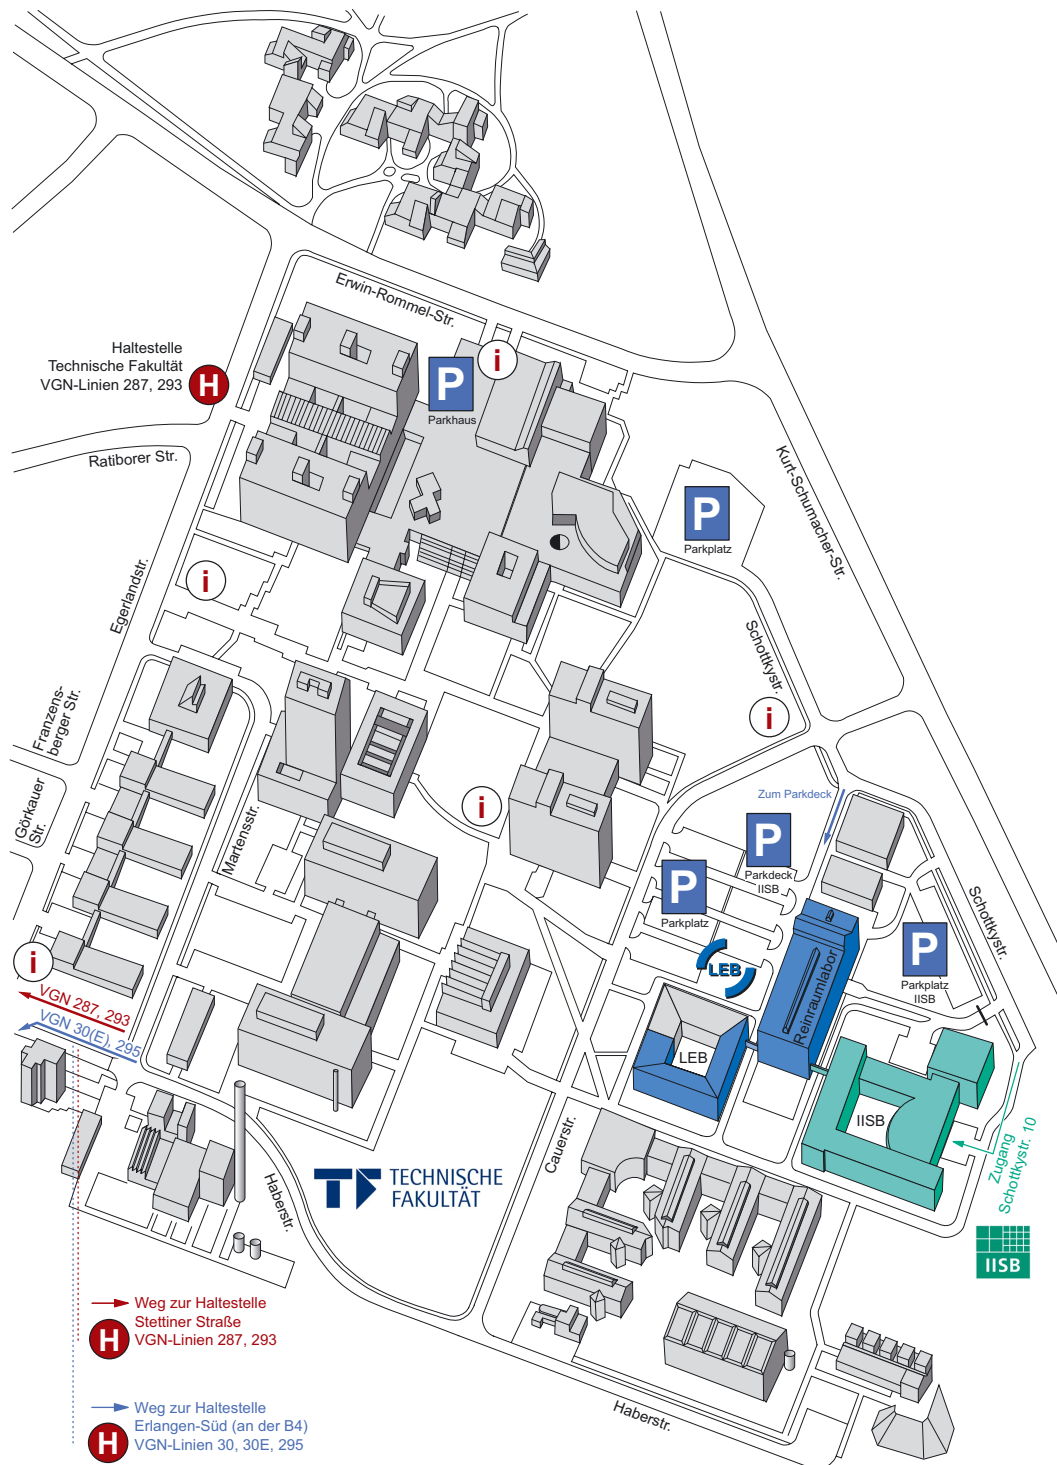 Erwin-Rommel-Str.
Haltestelle
Technische Fakultät
VGN-Linien 287, 293
H
P
Parkhaus
i
Ratiborer Str.
Kurt-Schumacher-Str.
P
Parkplatz
i
Egerlandstr.
Schottkystr.
i
Franzens-
berger Str.
Görkauer
Str.
Martensstr.
i
Zum Parkdeck
P
Parkdeck
IISB
P
Parkplatz
Schottkystr.
P
Parkplatz
IISB
LEB
Reinraumlabor
i
VGN 287, 293
VGN 30(E), 295
LEB
IISB
Cauerstr.
Zugang
Schottkystr. 10
TECHNISCHE
FAKULTÄT
Haberstr.
IISB
Weg zur Haltestelle
Stettiner Straße
VGN-Linien 287, 293
H
Weg zur Haltestelle
Erlangen-Süd (an der B4)
VGN-Linien 30, 30E, 295
H
Haberstr.